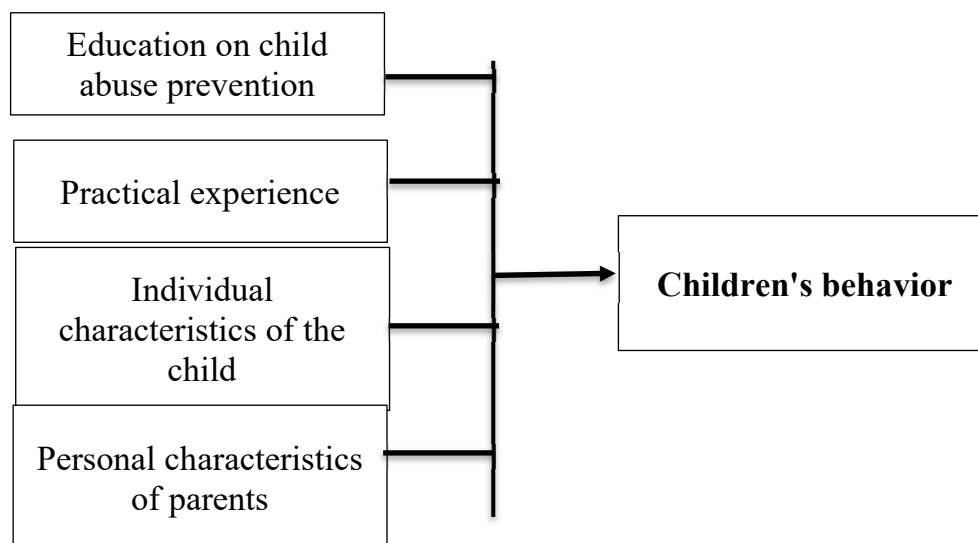 Education on child
abuse prevention
Practical experience
Individual
characteristics of the
child
Personal characteristics
of parents
Children's behavior